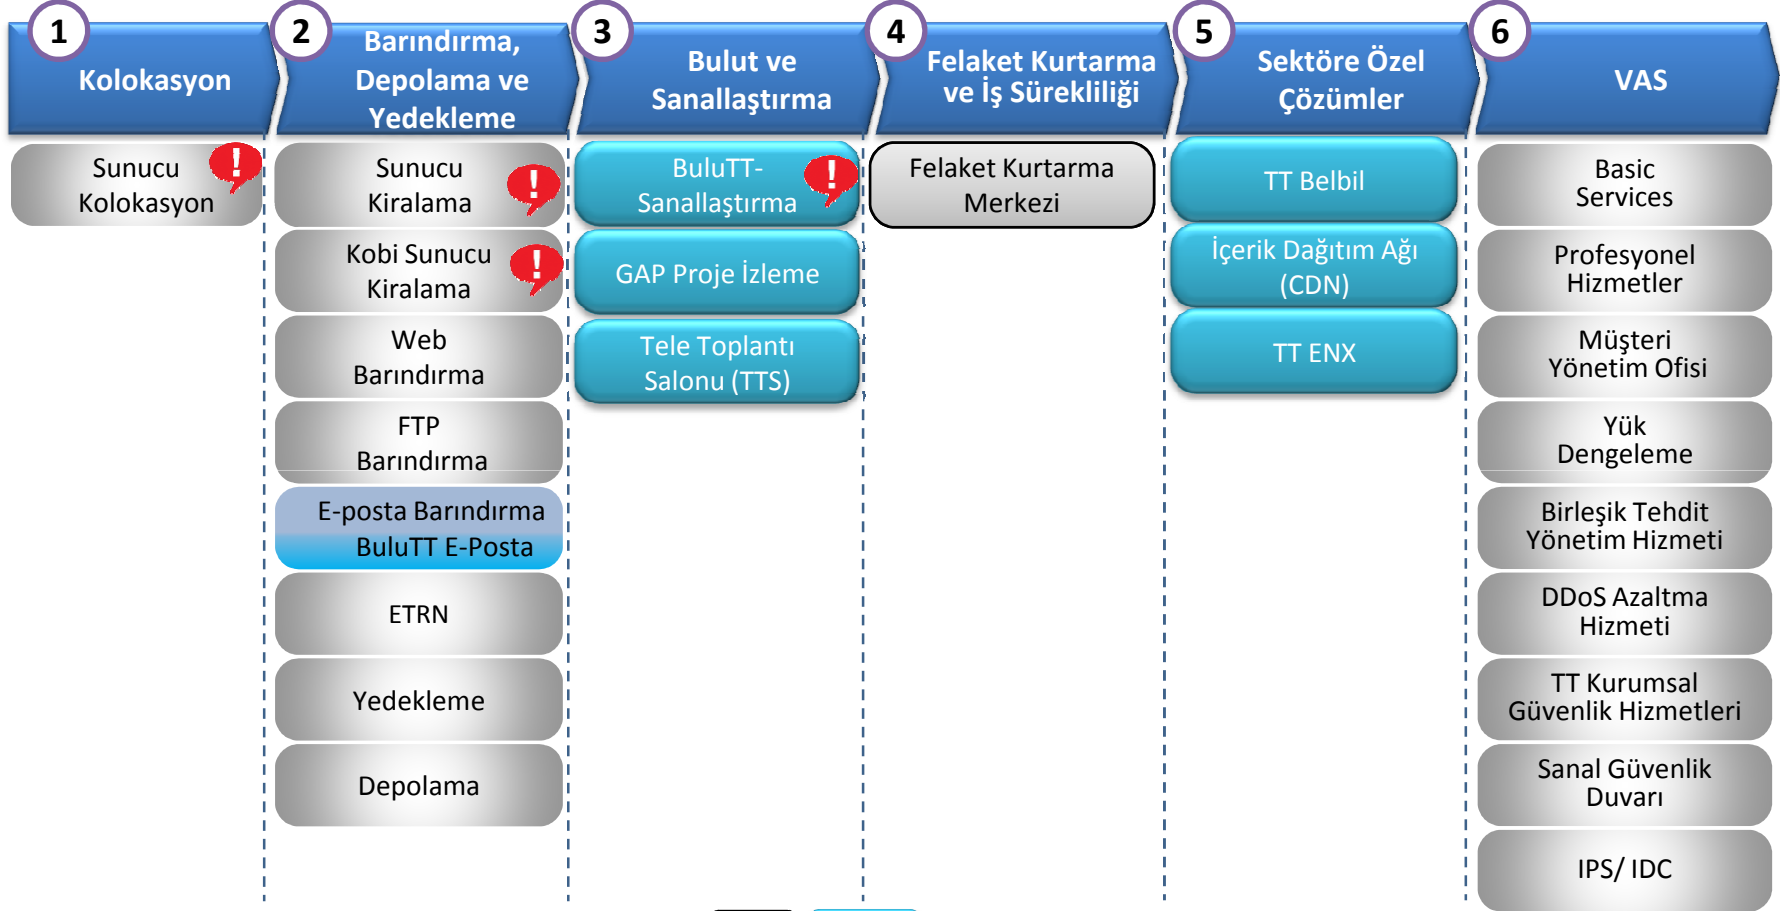 1
Kolokasyon
Sunucu
Kolokasyon
!
2
Barındırma,
Depolama ve
Yedekleme
Sunucu
Kiralama
!
Kobi Sunucu
Kiralama
!
Web
Barındırma
FTP
Barındırma
E-posta Barındırma
BuluTT E-Posta
ETRN
Yedekleme
Depolama
3
Bulut ve
Sanallaştırma
BuluTT-
Sanallaştırma
!
GAP Proje İzleme
Tele Toplantı
Salonu (TTS)
4
Felaket Kurtarma
ve İş Sürekliliği
Felaket Kurtarma
Merkezi
5
Sektöre Özel
Çözümler
TT Belbil
İçerik Dağıtım Ağı
(CDN)
TT ENX
6
VAS
Basic
Services
Profesyonel
Hizmetler
Müşteri
Yönetim Ofisi
Yük
Dengeleme
Birleşik Tehdit
Yönetim Hizmeti
DDoS Azaltma
Hizmeti
TT Kurumsal
Güvenlik Hizmetleri
Sanal Güvenlik
Duvarı
IPS/ IDC